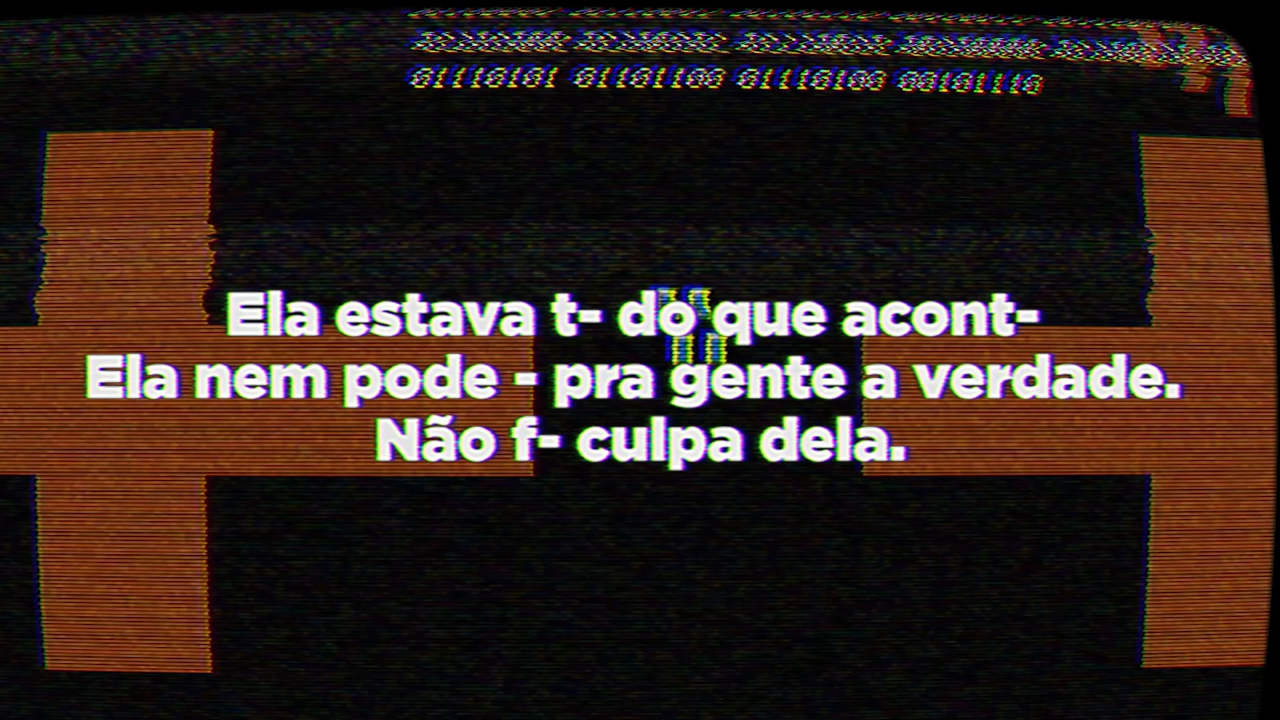 01110101 01101100 01110100 00101110
Ela estava t- do que acont-
Ela nem pode - pra gente a verdade.
Não f- culpa dela.